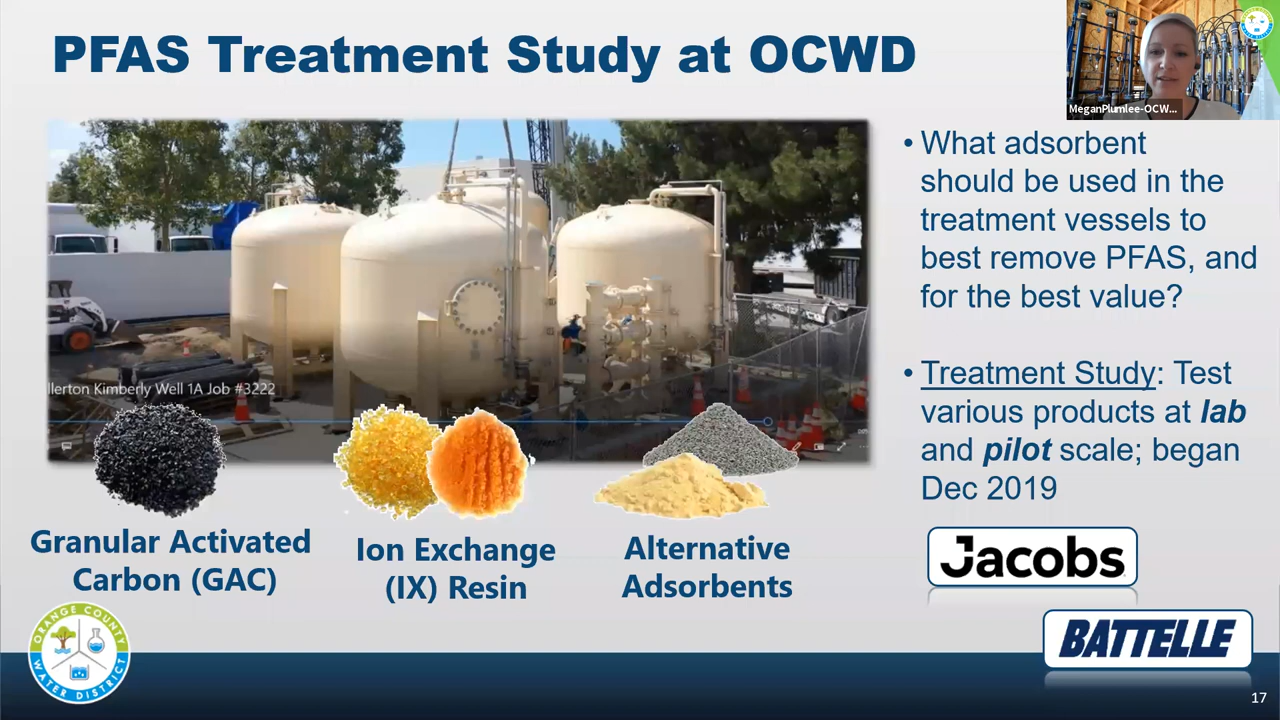 PFAS Treatment Study at OCWD
MeganPlumlee-OCW...
• What adsorbent
should be used in the
treatment vessels to
best remove PFAS, and
for the best value?
llerton Kimberly Well 1A Job #3222
• Treatment Study: Test
various products at lab
and pilot scale; began
Dec 2019
Granular Activated
Carbon (GAC)
Ion Exchange
(IX) Resin
Alternative
Adsorbents
Jacobs
BATTELLE
ORANGE COUNTY
WATER DISTRICT
17